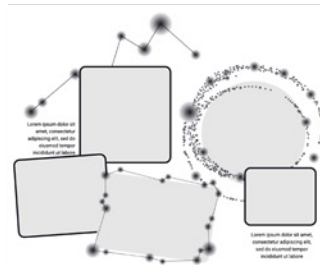 Lorem ipsum dolor sit
amet, consectetur
adipiscing elit, sed do
eiusmod tempor
incididunt ut labore
Lorem ipsum dolor sit
amet, consectetur
adipiscing elit, sed do
eiusmod tempor
incididunt ut labore